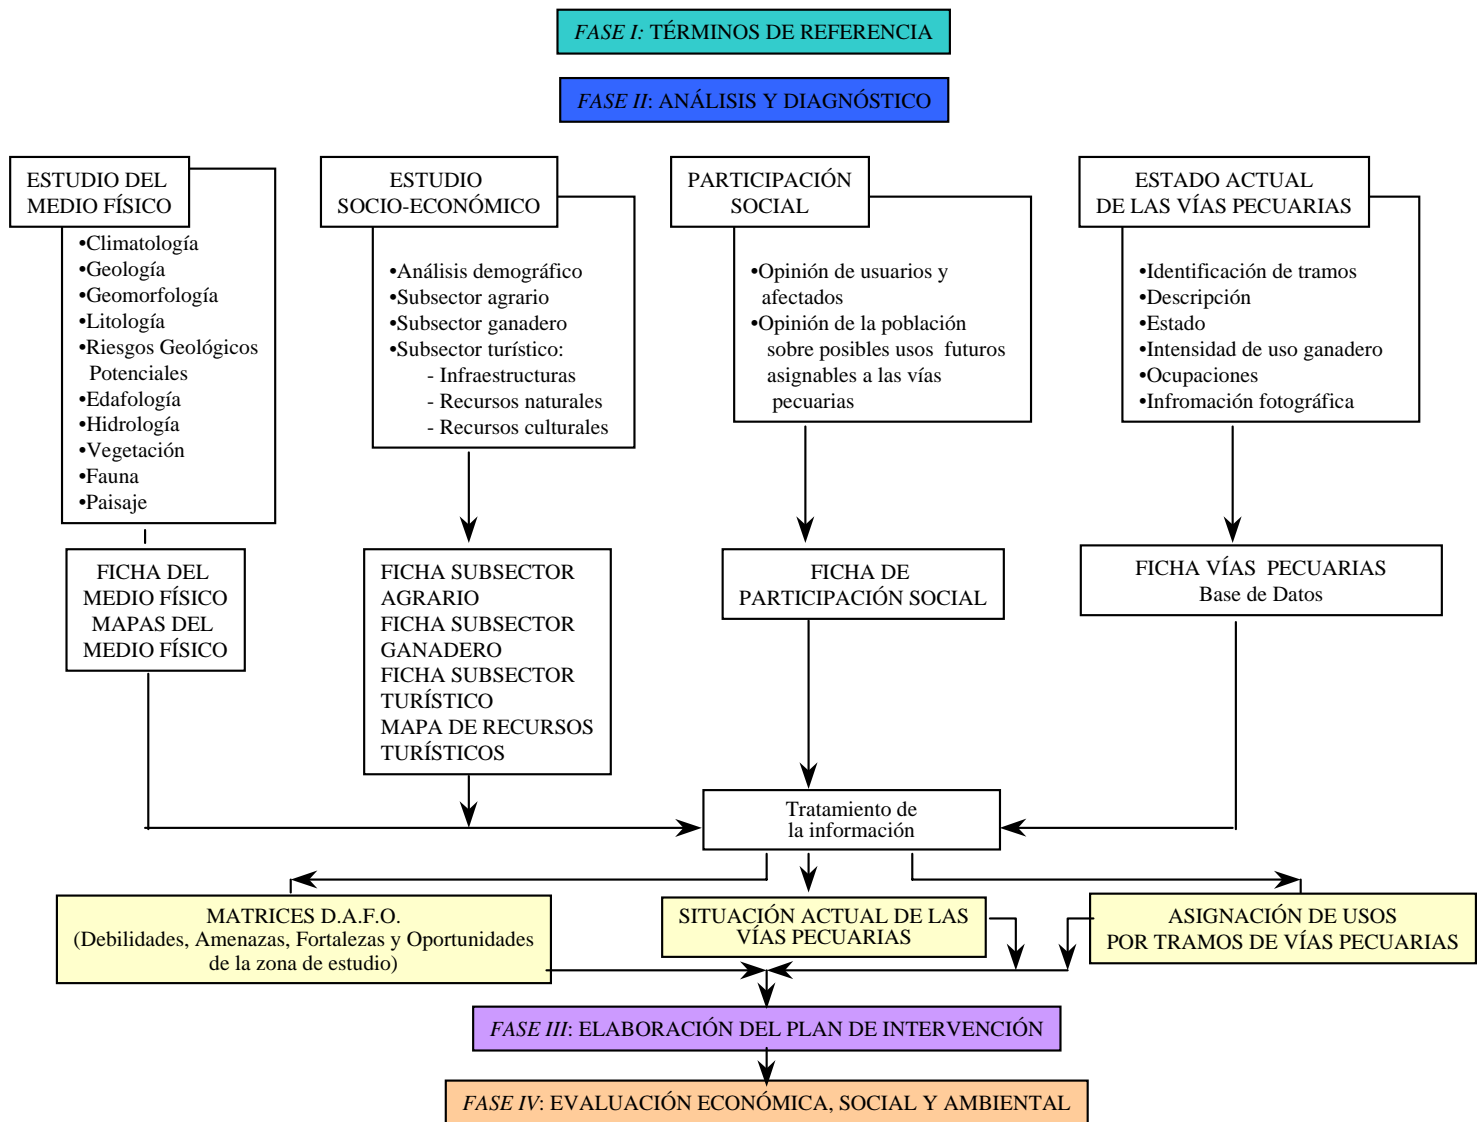 FASE I: TÉRMINOS DE REFERENCIA
FASE II: ANÁLISIS Y DIAGNÓSTICO
ESTUDIO DEL
MEDIO FÍSICO
•Climatología
•Geología
•Geomorfología
•Litología
•Riesgos Geológicos
Potenciales
•Edafología
•Hidrología
•Vegetación
•Fauna
•Paisaje
ESTUDIO
SOCIO-ECONÓMICO
•Análisis demográfico
•Subsector agrario
•Subsector ganadero
•Subsector turístico:
- Infraestructuras
- Recursos naturales
- Recursos culturales
PARTICIPACIÓN
SOCIAL
•Opinión de usuarios y
afectados
•Opinión de la población
sobre posibles usos futuros
asignables a las vías
pecuarias
ESTADO ACTUAL
DE LAS VÍAS PECUARIAS
•Identificación de tramos
•Descripción
•Estado
•Intensidad de uso ganadero
•Ocupaciones
•Infromación fotográfica
FICHA DEL
MEDIO FÍSICO
MAPAS DEL
MEDIO FÍSICO
FICHA SUBSECTOR
AGRARIO
FICHA SUBSECTOR
GANADERO
FICHA SUBSECTOR
TURÍSTICO
MAPA DE RECURSOS
TURÍSTICOS
FICHA DE
PARTICIPACIÓN SOCIAL
FICHA VÍAS PECUARIAS
Base de Datos
Tratamiento de
la información
MATRICES D.A.F.O.
(Debilidades, Amenazas, Fortalezas y Oportunidades
de la zona de estudio)
SITUACIÓN ACTUAL DE LAS
VÍAS PECUARIAS
ASIGNACIÓN DE USOS
POR TRAMOS DE VÍAS PECUARIAS
FASE III: ELABORACIÓN DEL PLAN DE INTERVENCIÓN
FASE IV: EVALUACIÓN ECONÓMICA, SOCIAL Y AMBIENTAL